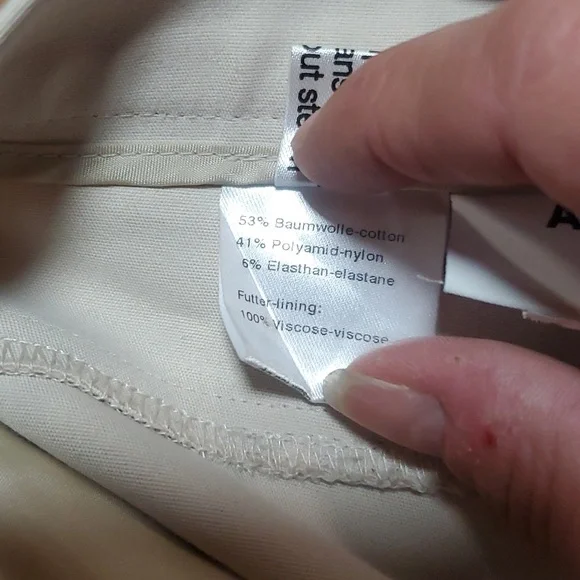 53% Baumwolle-cotton
41% Polyamid-nylon
6% Elasthan-elastane
Futter-lining:
100% Viscose-viscose